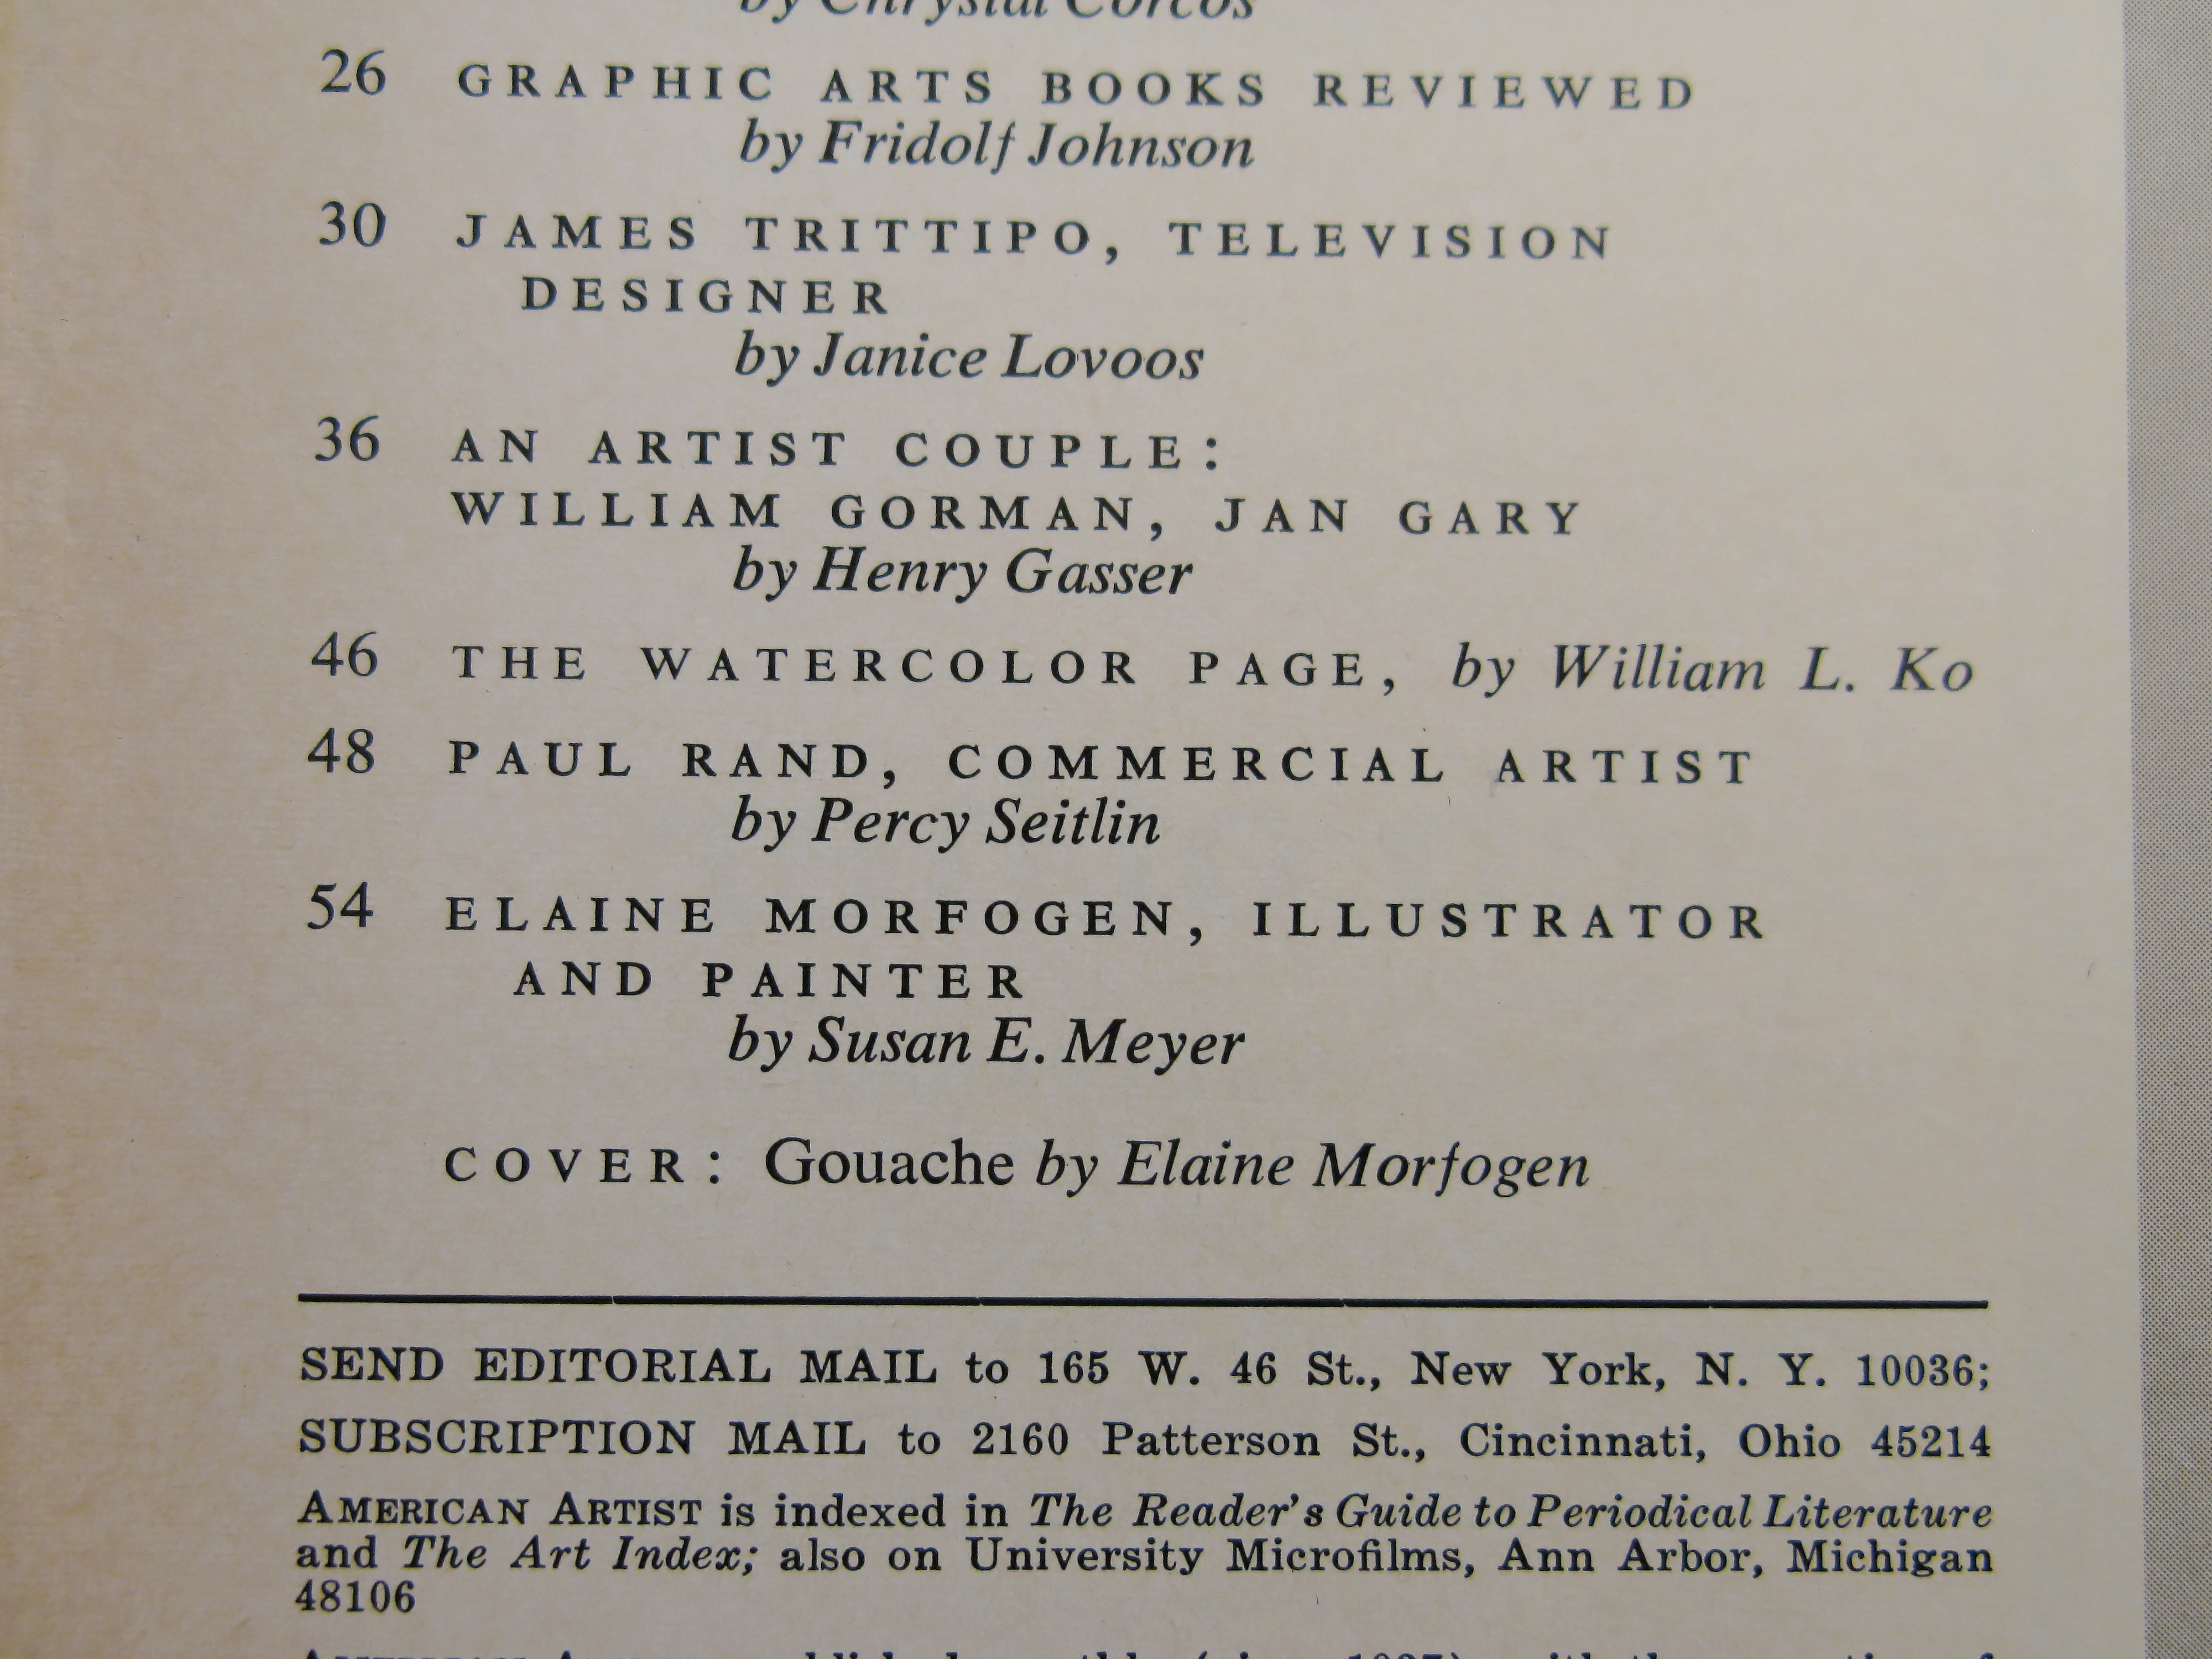 by Chrystal Corcos
26 GRAPHIC ARTS BOOKS REVIEWED
by Fridolf Johnson
30 JAMES TRITTIPO, TELEVISION
DESIGNER
by Janice Lovoos
36 AN ARTIST COUPLE:
WILLIAM GORMAN, JAN GARY
by Henry Gasser
46 THE WATERCOLOR PAGE, by William L. Ko
48 PAUL RAND, COMMERCIAL ARTIST
by Percy Seitlin
54 ELAINE MORFOGEN, ILLUSTRATOR
AND PAINTER
by Susan E. Meyer
COVER: Gouache by Elaine Morfogen
SEND EDITORIAL MAIL to 165 W. 46 St., New York, N. Y. 10036;
SUBSCRIPTION MAIL to 2160 Patterson St., Cincinnati, Ohio 45214
AMERICAN ARTIST is indexed in The Reader's Guide to Periodical Literature
and The Art Index; also on University Microfilms, Ann Arbor, Michigan
48106